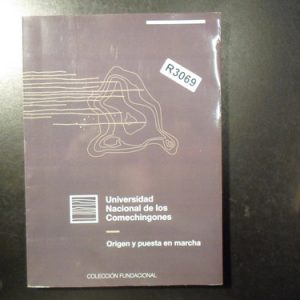 R3069
Universidad
Nacional de los
Comechingones
Origen y puesta en marcha
COLECCIÓN FUNDACIONAL